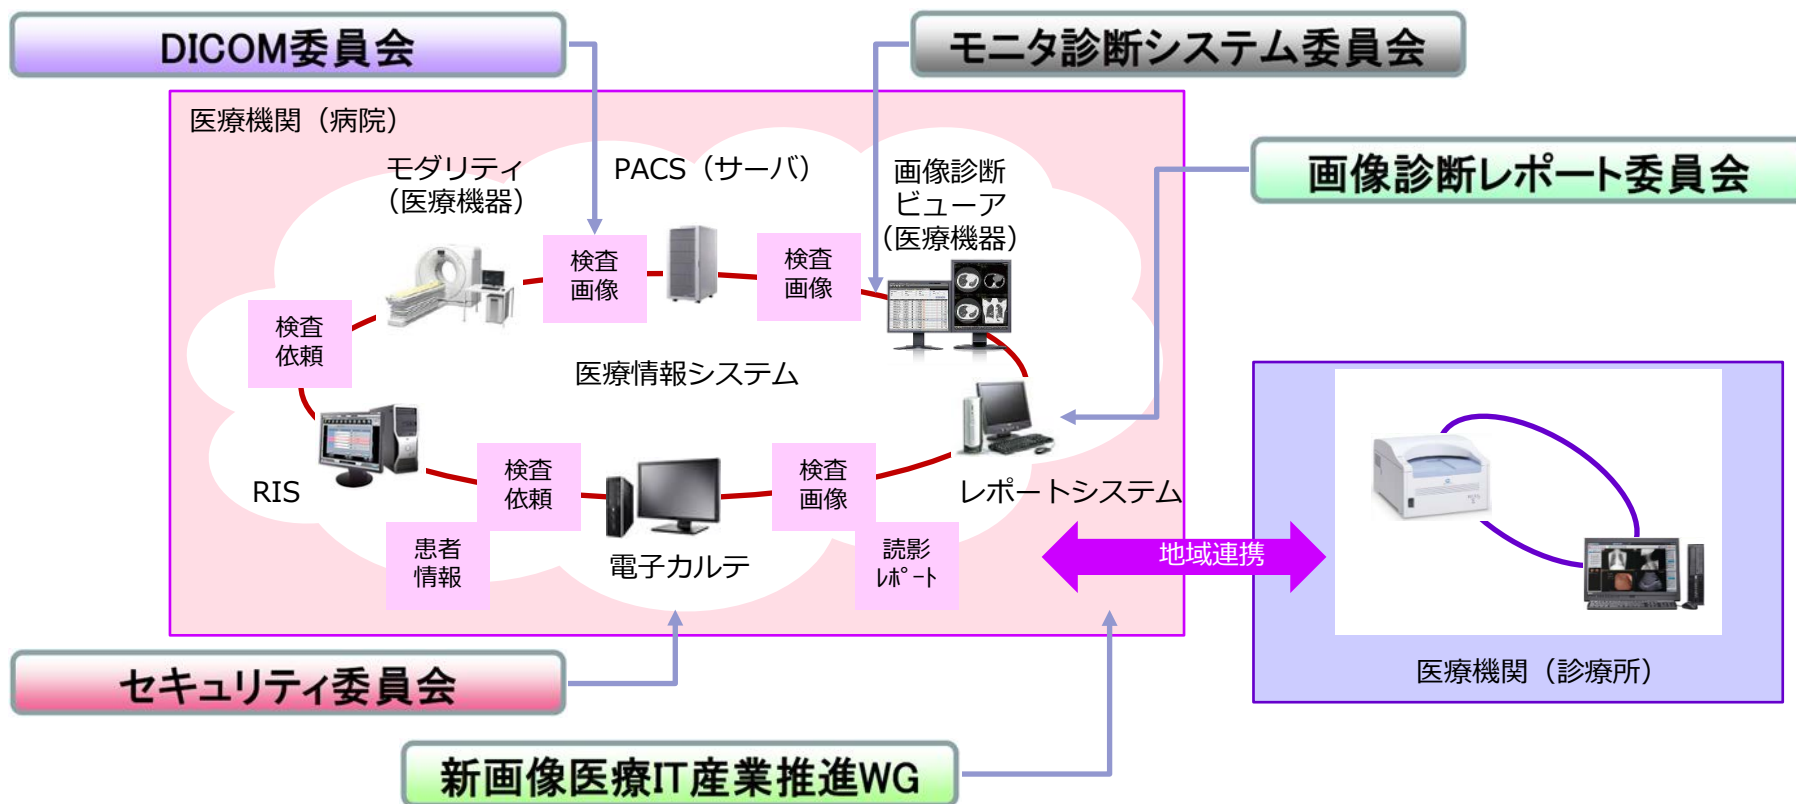 DICOM委員会
モニタ診断システム委員会
医療機関（病院）
モダリティ
（医療機器）
PACS（サーバ）
画像診断
ビューア
（医療機器）
画像診断レポート委員会
検査
画像
検査
画像
検査
依頼
医療情報システム
RIS
検査
依頼
検査
画像
レポートシステム
患者
情報
電子カルテ
読影
ﾚﾎﾟｰﾄ
地域連携
医療機関（診療所）
セキュリティ委員会
新画像医療IT産業推進WG